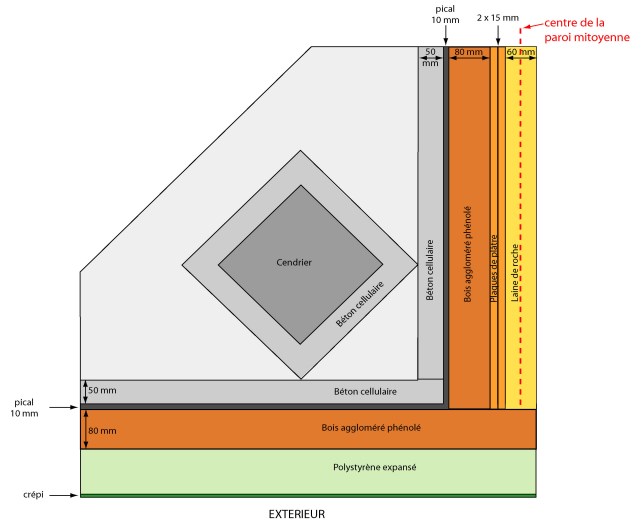 pical
10 mm
2 x 15 mm
centre de la
paroi mitoyenne
50
mm
80 mm
60 mm
Béton cellulaire
Bois aggloméré phénolé
Plaques de plâtre
Laine de roche
Cendrier
Béton cellulaire
50 mm
Béton cellulaire
pical
10 mm
80 mm
Bois aggloméré phénolé
Polystyrène expansé
crépi
EXTERIEUR